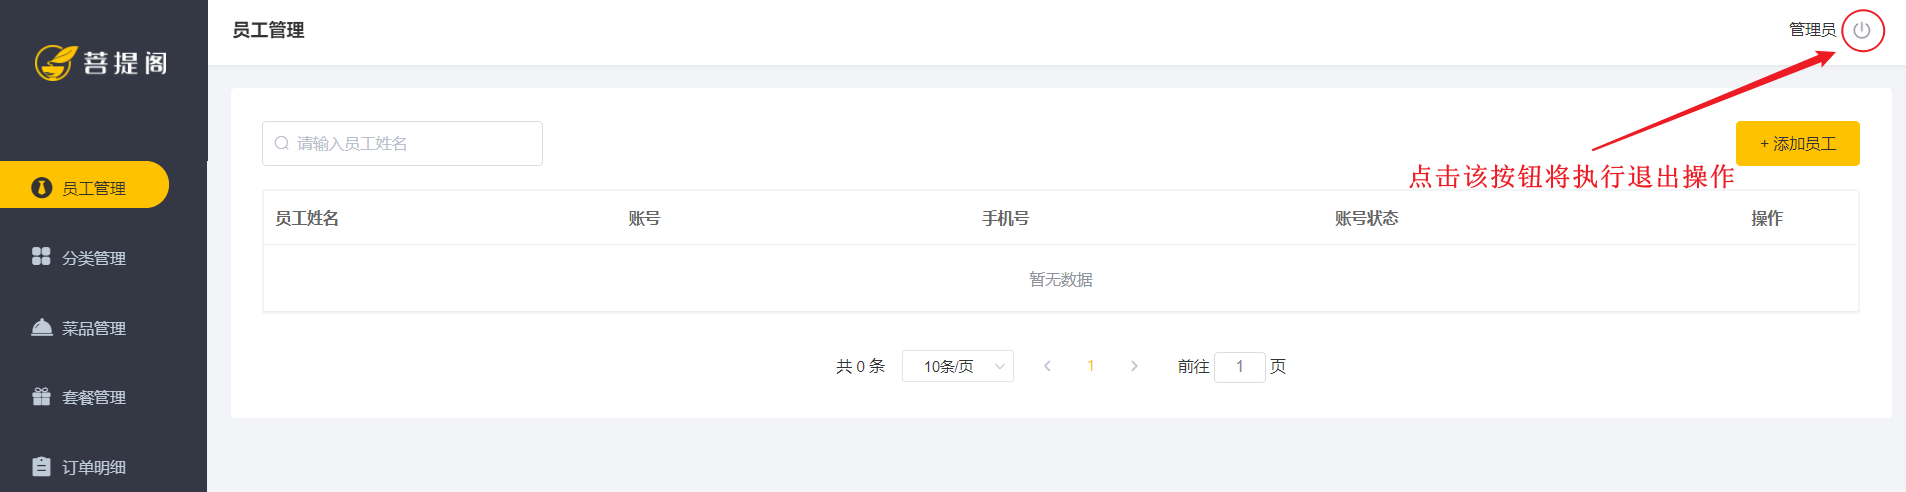 菩提阁
员工管理
管理员
员工管理
分类管理
菜品管理
套餐管理
订单明细
请输入员工姓名
+ 添加员工
点击该按钮将执行退出操作
员工姓名 账号 手机号 账号状态 操作
暂无数据
共 0 条 10条/页 1 前往 1 页